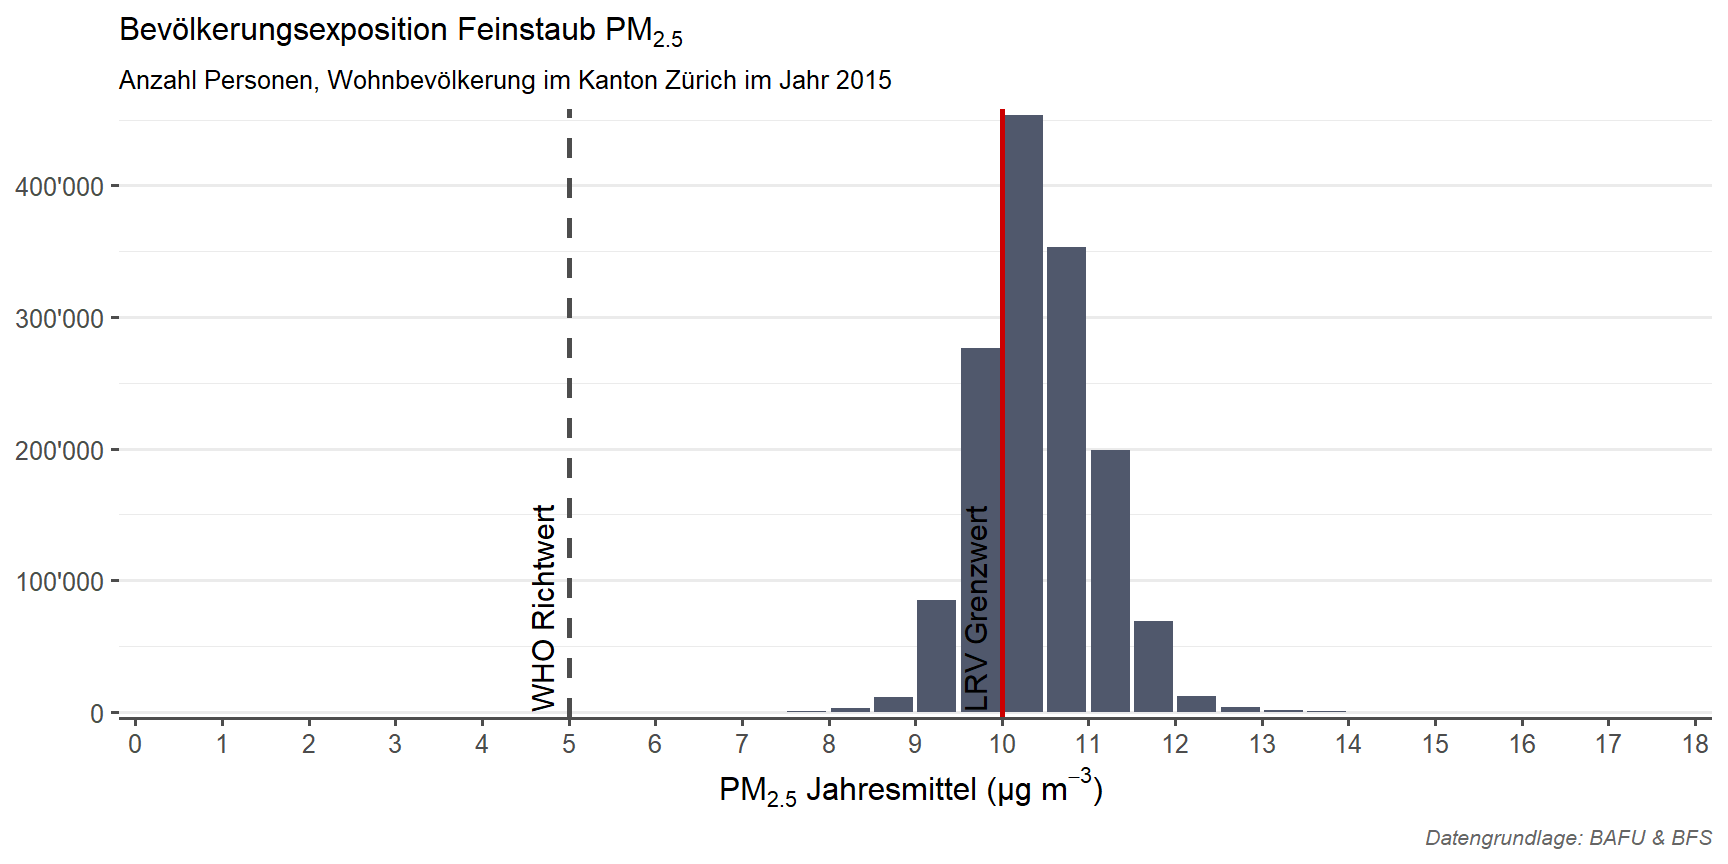 Bevölkerungsexposition Feinstaub PM2.5
Anzahl Personen, Wohnbevölkerung im Kanton Zürich im Jahr 2015
400'000
300'000
200'000
100'000
0
WHO Richtwert
LRV Grenzwert
0 1 2 3 4 5 6 7 8 9 10 11 12 13 14 15 16 17 18
PM2.5 Jahresmittel (µg m−3)
Datengrundlage: BAFU & BFS